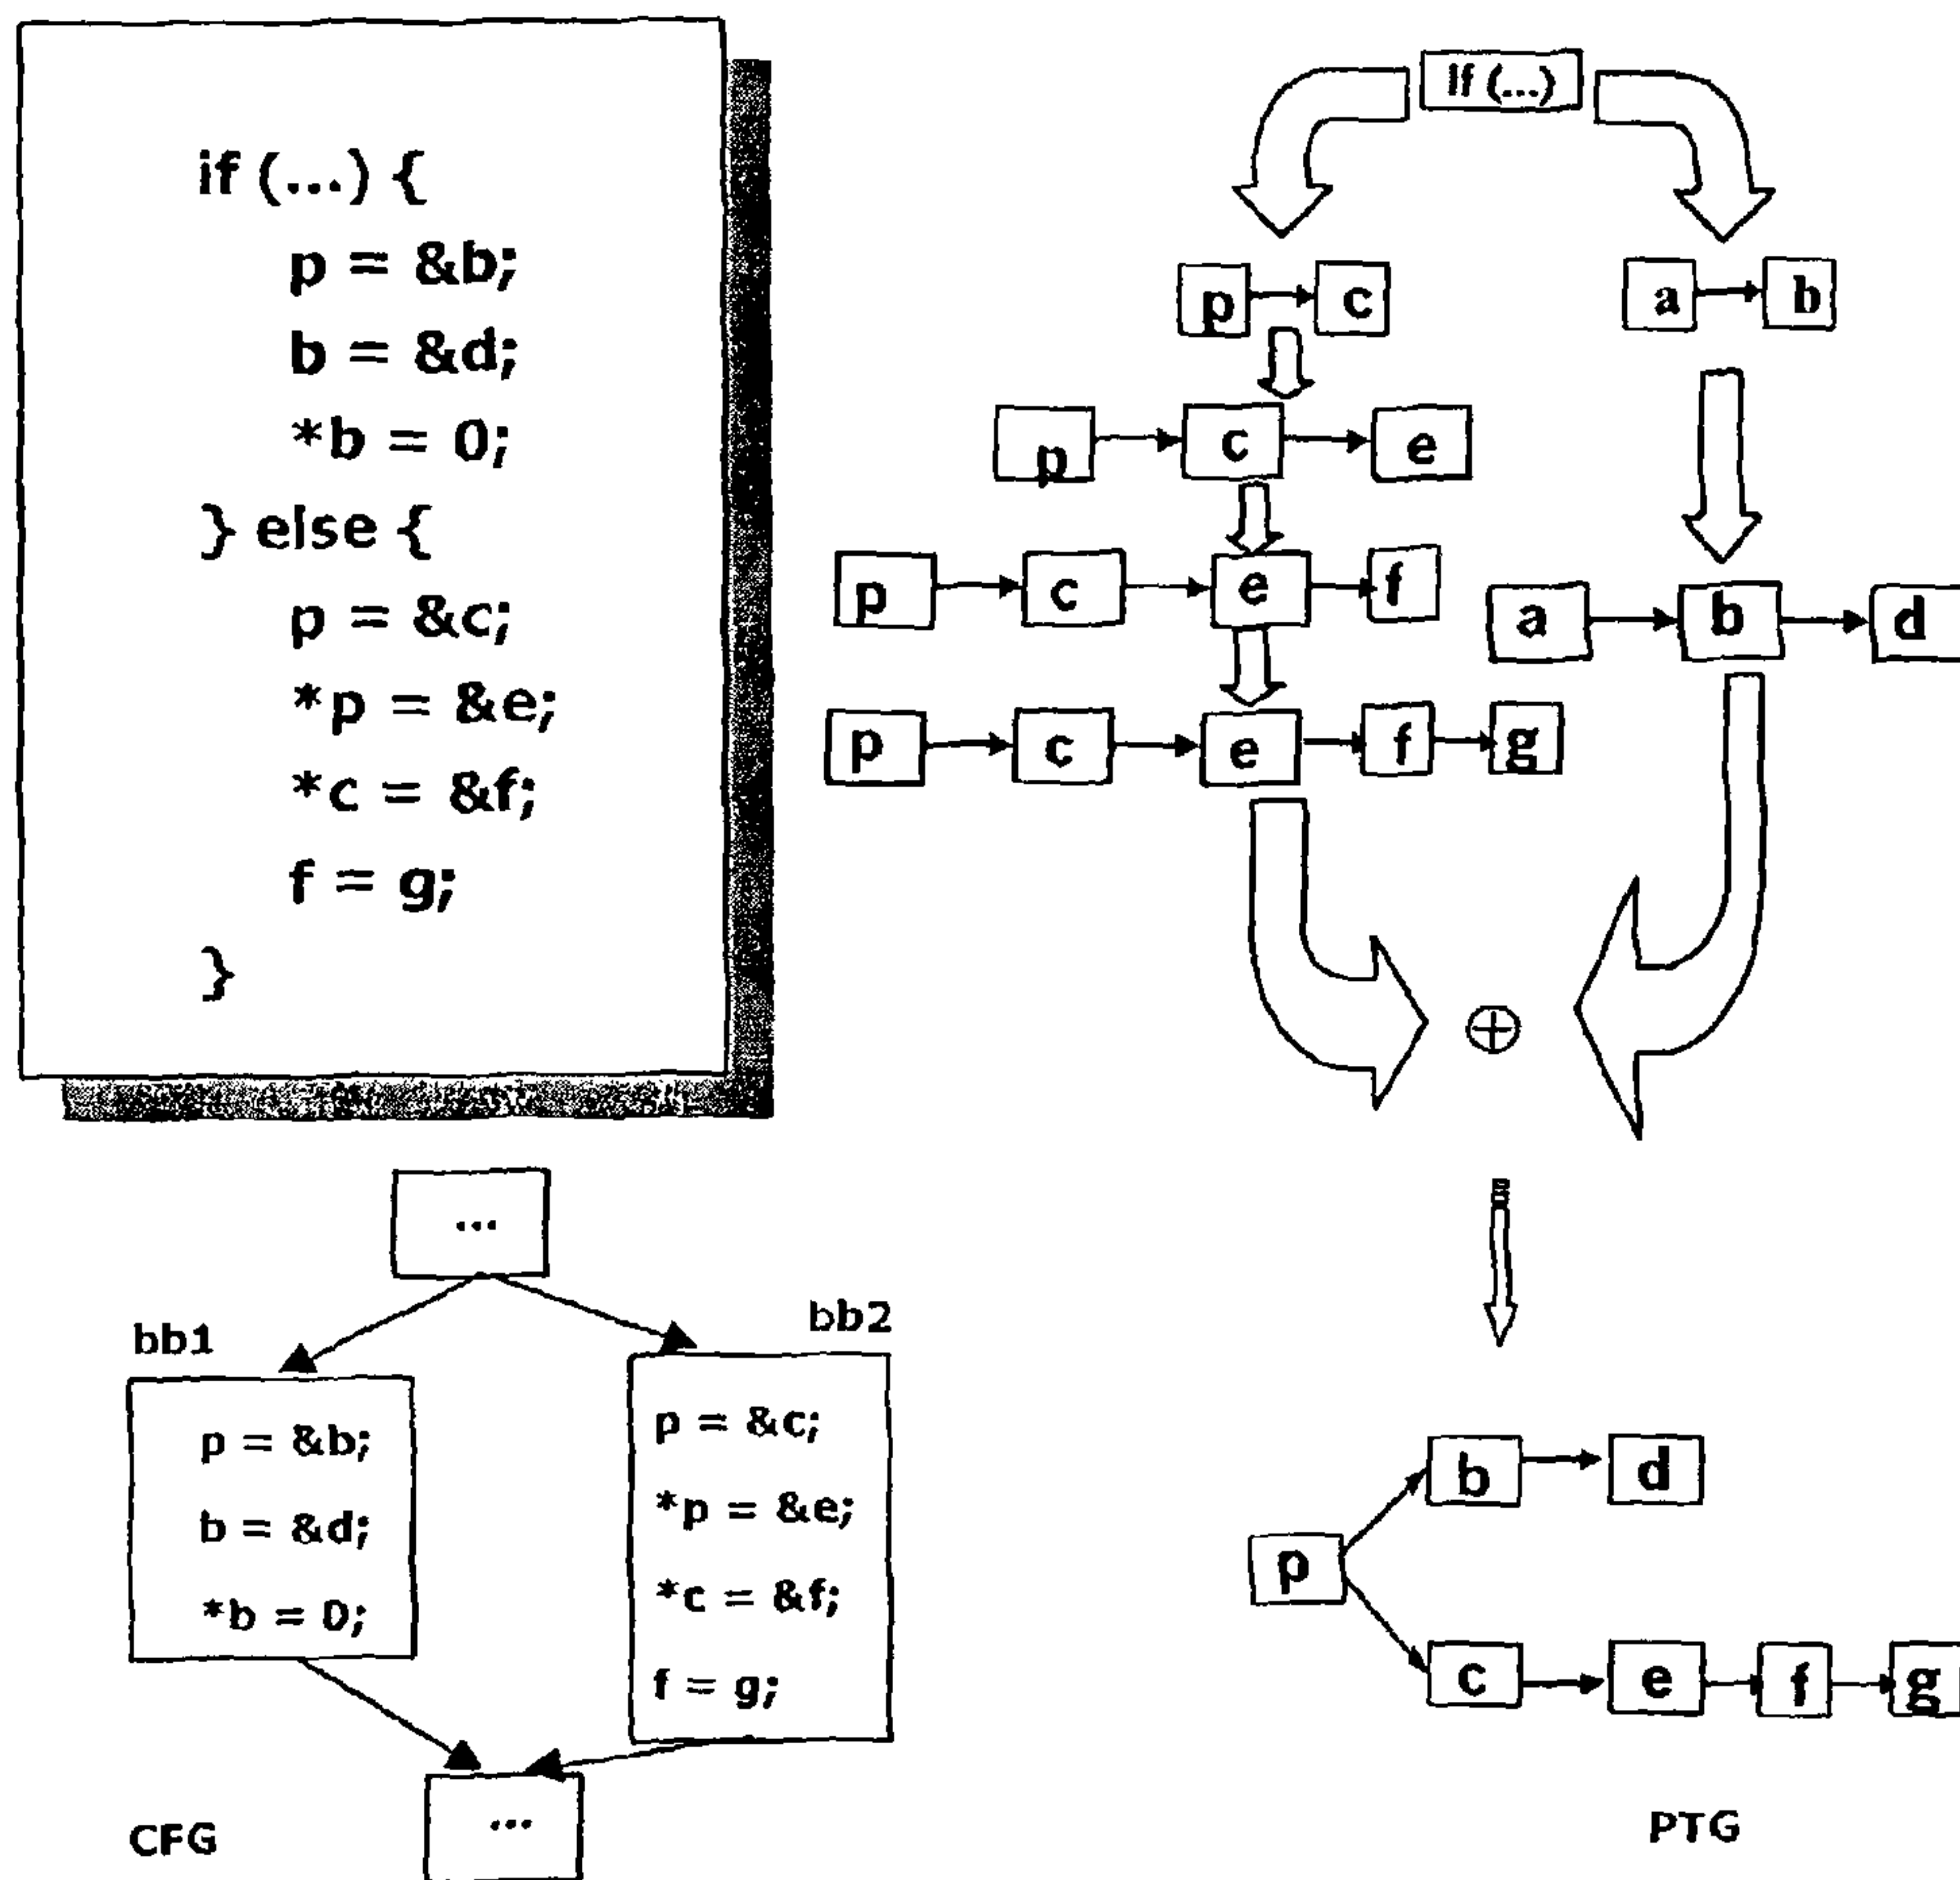 if (...) {
p = &b;
b = &d;
*b = 0;
} else {
p = &c;
*p = &e;
*c = &f;
f = g;
}
If (...)
p c
a b
p c e
p c e f
a b d
p c e f g
...
bb1
p = &b;
b = &d;
*b = 0;
bb2
p = &c;
*p = &e;
*c = &f;
f = g;
...
CFG
b d
p
c e f g
PTG